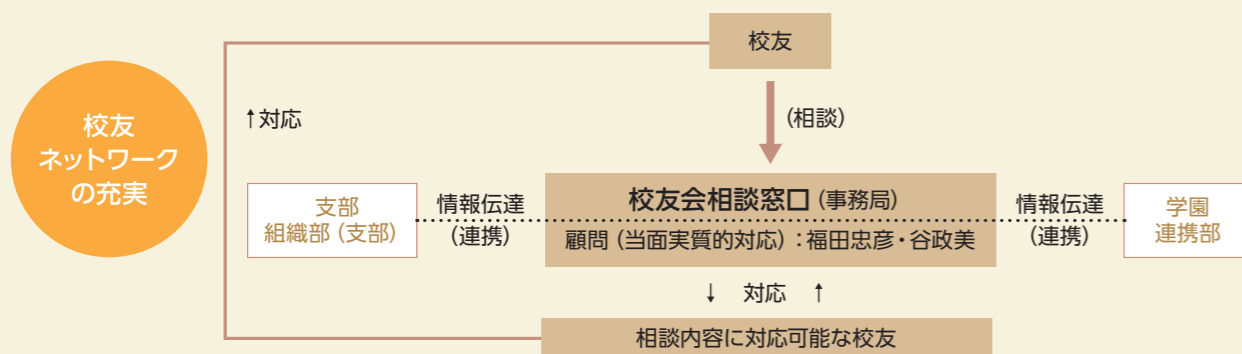 校友
校友
ネットワーク
の充実
↑対応
(相談)
支部
組織部(支部)
情報伝達
(連携)
校友会相談窓口(事務局)
顧問(当面実質的対応):福田忠彦・谷政美
情報伝達
(連携)
学園
連携部
↓ 対応 ↑
相談内容に対応可能な校友